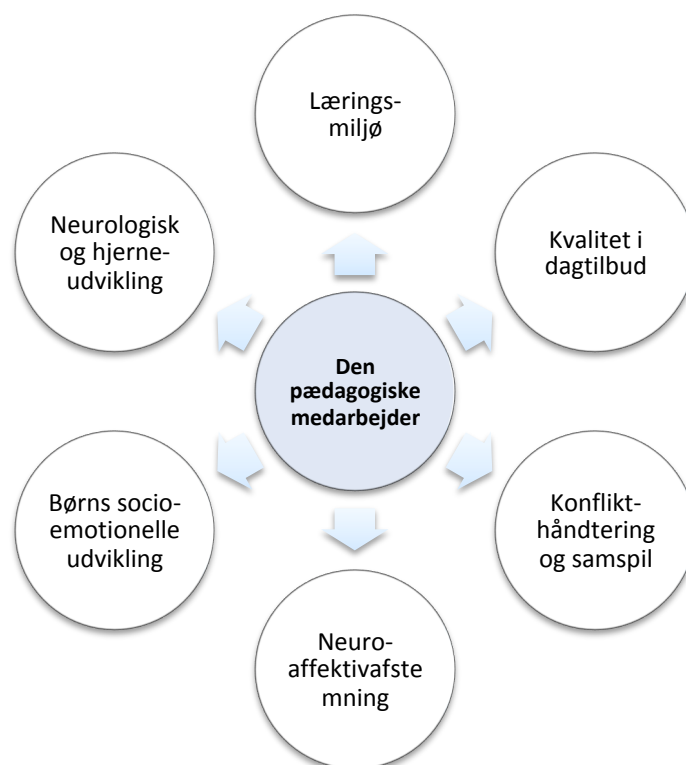 Lærings-
miljø
Neurologisk
og hjerne-
udvikling
Kvalitet i
dagtilbud
Den
pædagogiske
medarbejder
Børns socio-
emotionelle
udvikling
Konflikt-
håndtering
og samspil
Neuro-
affektivafste
mning